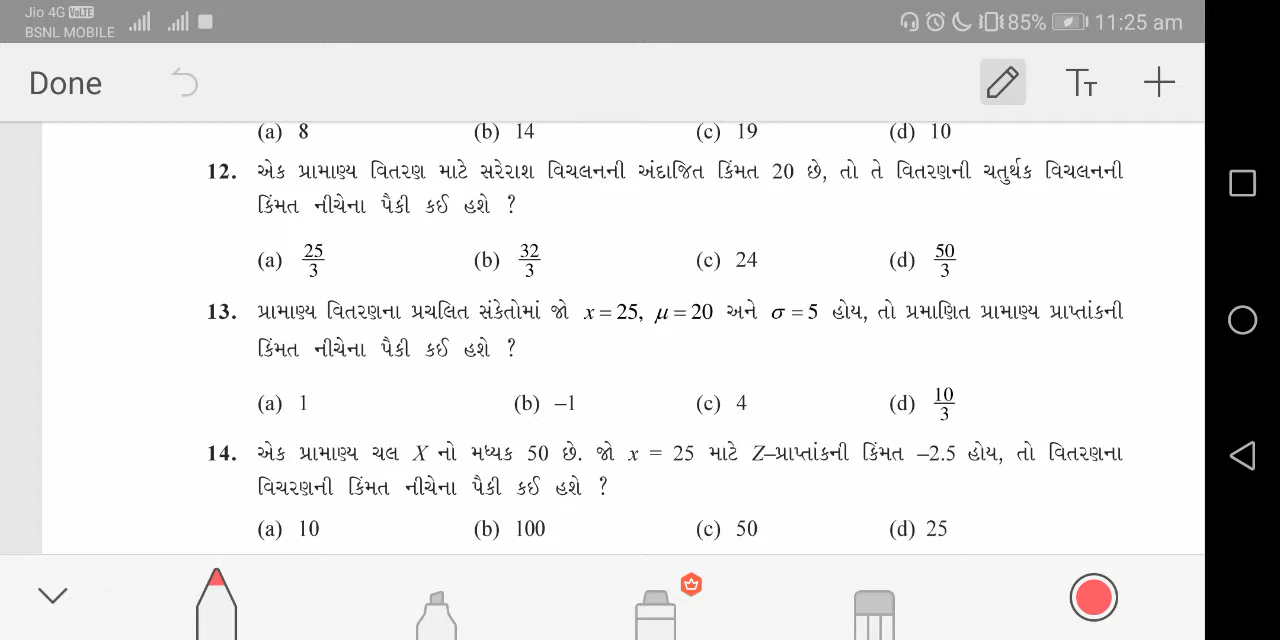 Jio 4G VoLTE
BSNL MOBILE
85% 11:25 am
Done
TT
(a) 8 (b) 14 (c) 19 (d) 10
12. એક પ્રામાણ્ય વિતરણ માટે સરેરાશ વિચલનની અંદાજિત કિંમત 20 છે, તો તે વિતરણની ચતુર્થક વિચલનની
કિંમત નીચેના પૈકી કઈ હશે ?
(a) 25/3 (b) 32/3 (c) 24 (d) 50/3
13. પ્રામાણ્ય વિતરણના પ્રચલિત સંકેતોમાં જો x = 25, μ = 20 અને σ = 5 હોય, તો પ્રમાણિત પ્રામાણ્ય પ્રાપ્તાંકની
કિંમત નીચેના પૈકી કઈ હશે ?
(a) 1 (b) –1 (c) 4 (d) 10/3
14. એક પ્રામાણ્ય ચલ X નો મધ્યક 50 છે. જો x = 25 માટે Z–પ્રાપ્તાંકની કિંમત –2.5 હોય, તો વિતરણના
વિચરણની કિંમત નીચેના પૈકી કઈ હશે ?
(a) 10 (b) 100 (c) 50 (d) 25